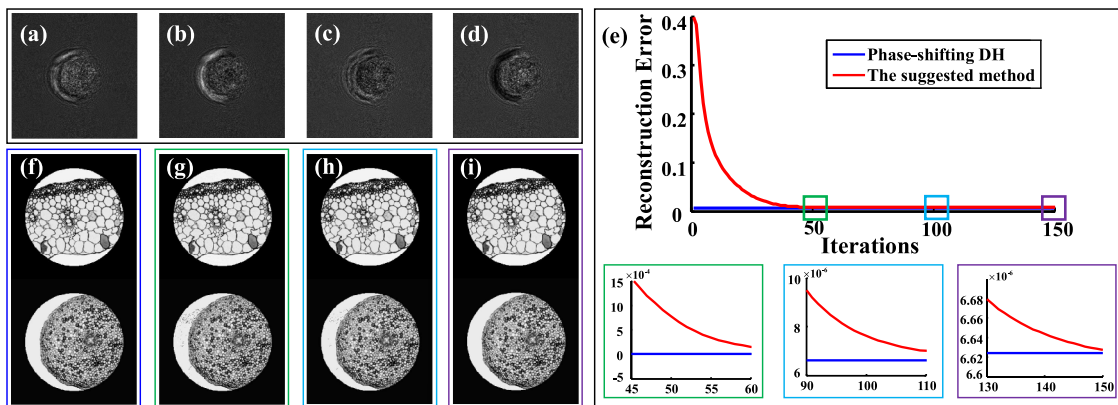 (a)
(b)
(c)
(d)
(e)
Reconstruction Error
0.4
0.3
0.2
0.1
0
Phase-shifting DH
The suggested method
0
50
100
150
Iterations
(f)
(g)
(h)
(i)
×10⁻⁴
15
10
5
0
-5
45
50
55
60
×10⁻⁶
10
8
6
90
100
110
×10⁻⁶
6.68
6.66
6.64
6.62
6.6
130
140
150